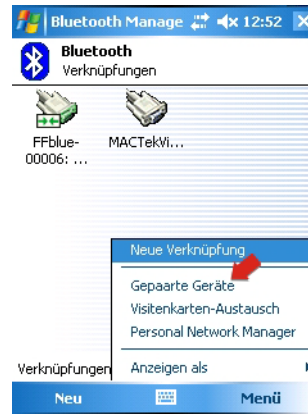 Bluetooth Manage 12:52
Bluetooth
Verknüpfungen
FFblue-
00006: ...
MACTekVi...
Neue Verknüpfung
Gepaarte Geräte
Visitenkarten-Austausch
Personal Network Manager
Verknüpfungen
Anzeigen als
Neu
Menü